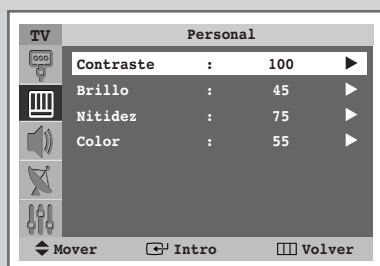 TV Personal
Contraste : 100
Brillo : 45
Nitidez : 75
Color : 55
Mover Intro Volver